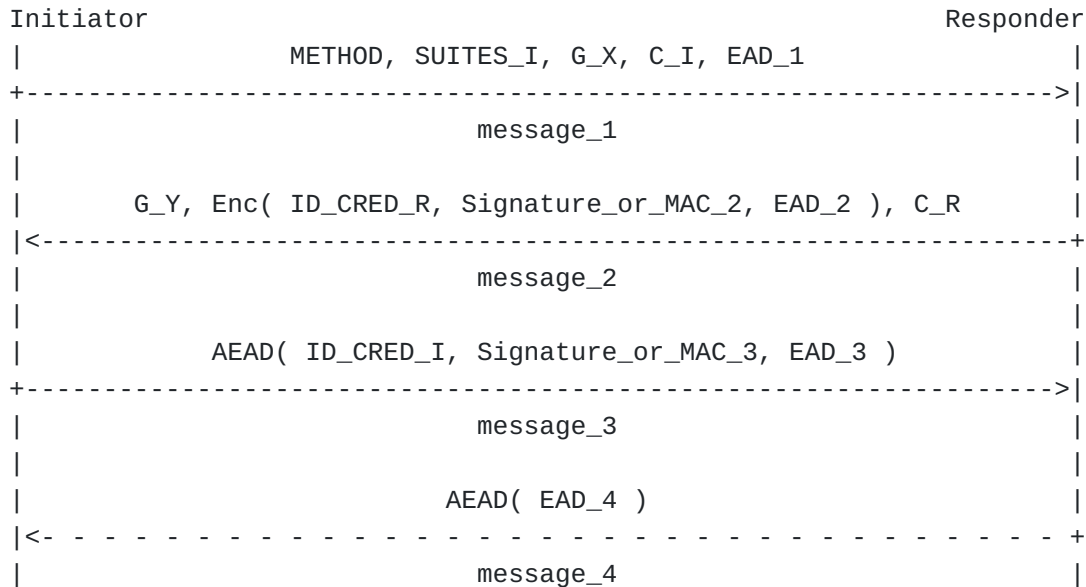 Initiator                                                   Responder
|                 METHOD, SUITES_I, G_X, C_I, EAD_1                 |
+------------------------------------------------------------------>|
|                             message_1                             |
|                                                                   |
|       G_Y, Enc( ID_CRED_R, Signature_or_MAC_2, EAD_2 ), C_R       |
|<------------------------------------------------------------------+
|                             message_2                             |
|                                                                   |
|            AEAD( ID_CRED_I, Signature_or_MAC_3, EAD_3 )           |
+------------------------------------------------------------------>|
|                             message_3                             |
|                                                                   |
|                           AEAD( EAD_4 )                           |
|<- - - - - - - - - - - - - - - - - - - - - - - - - - - - - - - - - +
|                             message_4                             |